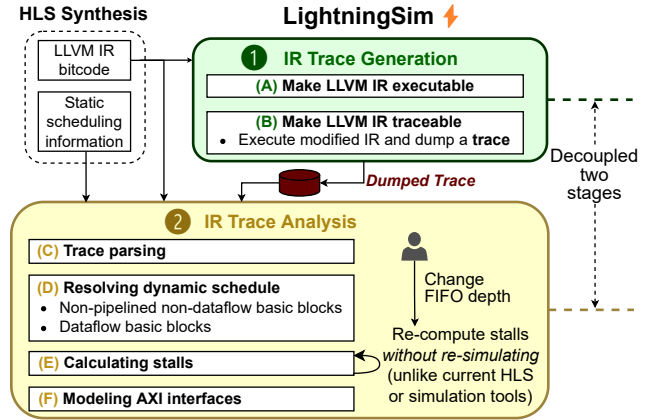 HLS Synthesis
LightningSim
LLVM IR
bitcode
Static
scheduling
information
1 IR Trace Generation
(A) Make LLVM IR executable
(B) Make LLVM IR traceable
• Execute modified IR and dump a trace
Dumped Trace
Decoupled
two
stages
2 IR Trace Analysis
(C) Trace parsing
(D) Resolving dynamic schedule
• Non-pipelined non-dataflow basic blocks
• Dataflow basic blocks
(E) Calculating stalls
(F) Modeling AXI interfaces
Change
FIFO depth
Re-compute stalls
without re-simulating
(unlike current HLS
or simulation tools)